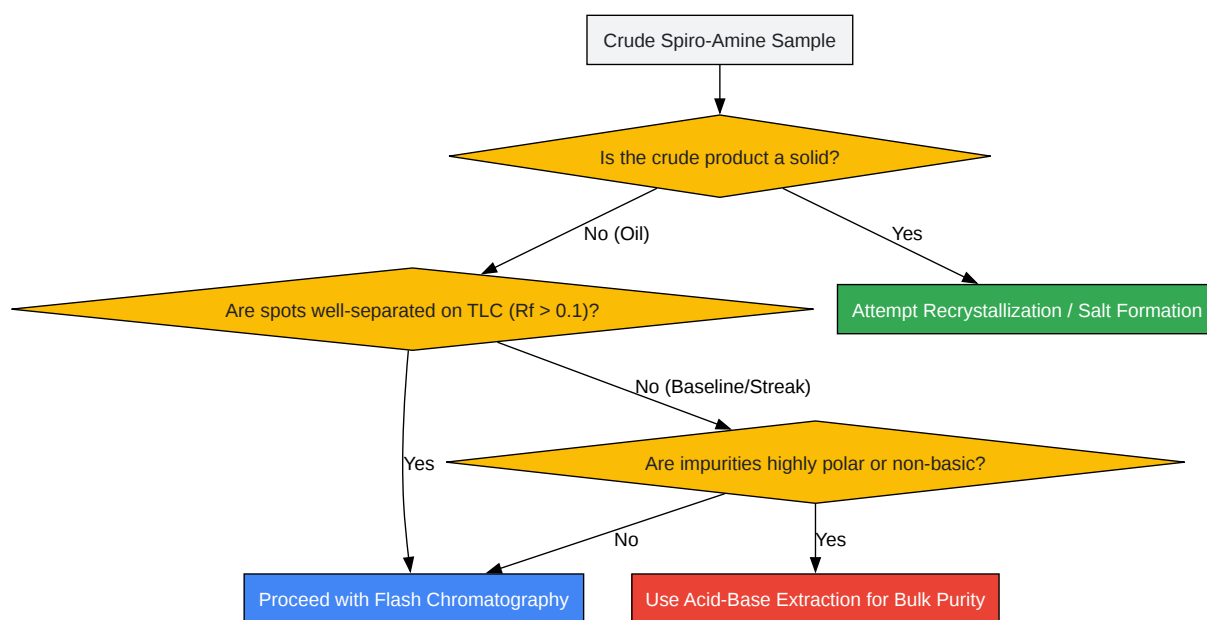 Crude Spiro-Amine Sample
Is the crude product a solid?
No (Oil)
Yes
Are spots well-separated on TLC (Rf > 0.1)?
Attempt Recrystallization / Salt Formation
No (Baseline/Streak)
Yes
Are impurities highly polar or non-basic?
No
Yes
Proceed with Flash Chromatography
Use Acid-Base Extraction for Bulk Purity